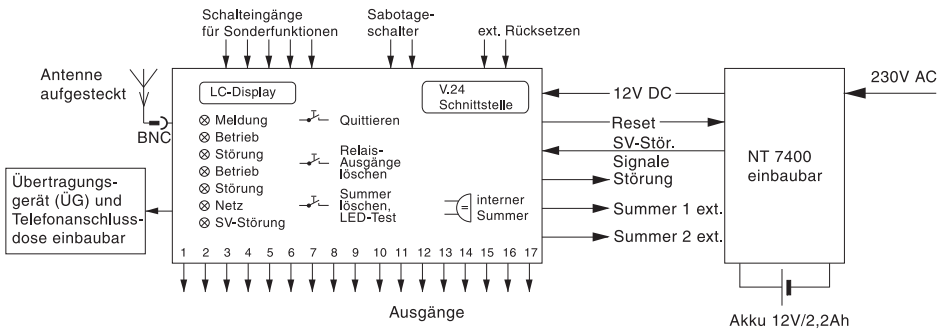 Schalteingänge
für Sonderfunktionen
Sabotage-
schalter
ext. Rücksetzen
Antenne
aufgesteckt
BNC
LC-Display
V.24
Schnittstelle
Meldung
Betrieb
Störung
Betrieb
Störung
Netz
SV-Störung
Quittieren
Relais-
Ausgänge
löschen
Summer
löschen,
LED-Test
interner
Summer
Übertragungs-
gerät (ÜG) und
Telefonanschluss-
dose einbaubar
12V DC
Reset
SV-Stör.
Signale
Störung
Summer 1 ext.
Summer 2 ext.
230V AC
NT 7400
einbaubar
Akku 12V/2,2Ah
1 2 3 4 5 6 7 8 9 10 11 12 13 14 15 16 17
Ausgänge